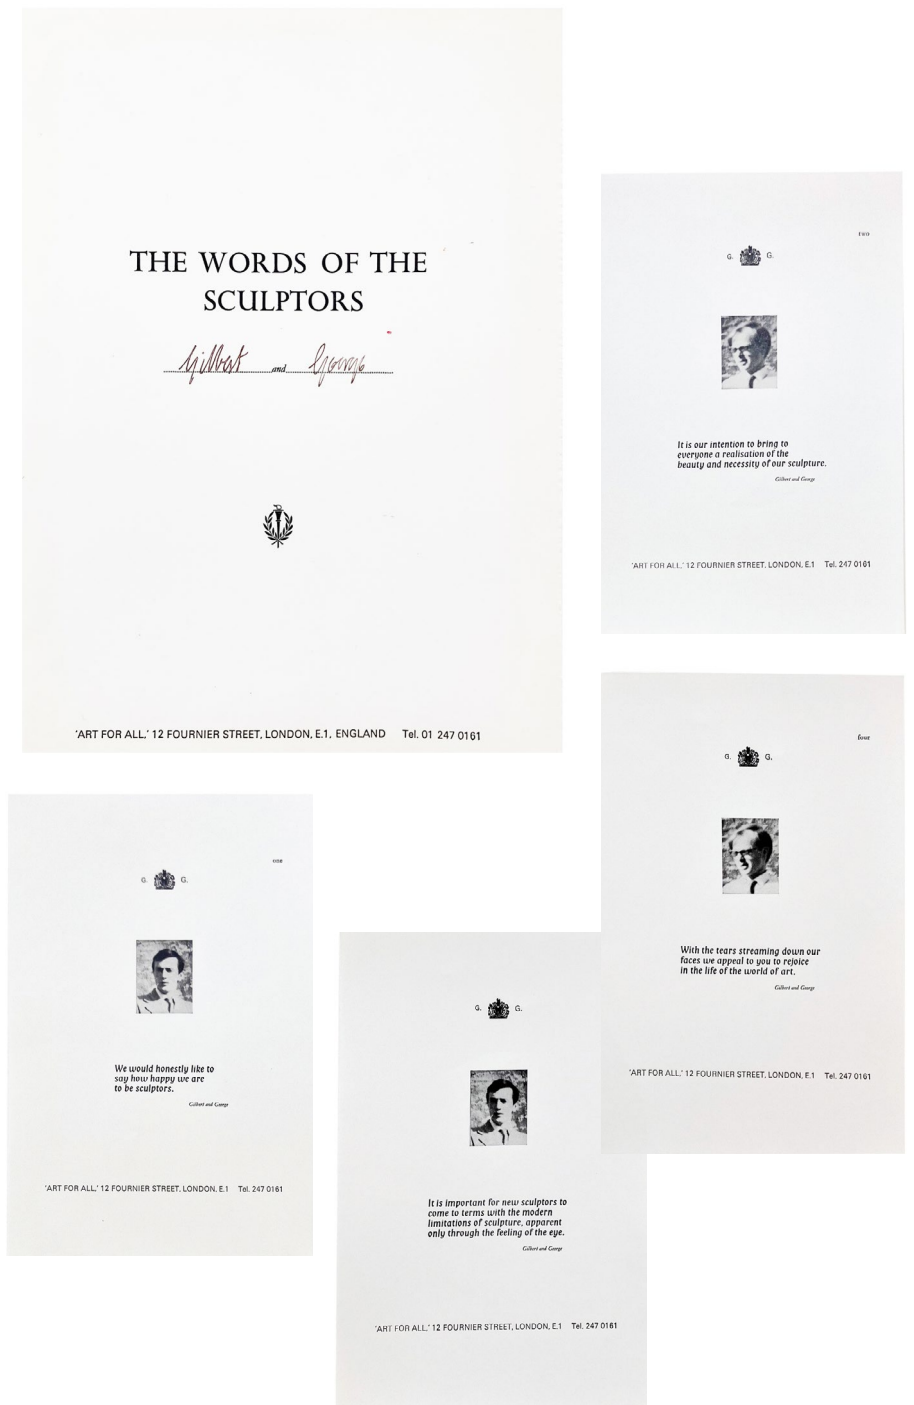 THE WORDS OF THE
SCULPTORS
Gilbert and George
'ART FOR ALL,' 12 FOURNIER STREET, LONDON, E.1, ENGLAND Tel. 01 247 0161
TWO
G. G.
It is our intention to bring to
everyone a realisation of the
beauty and necessity of our sculpture.
Gilbert and George
'ART FOR ALL,' 12 FOURNIER STREET, LONDON, E.1 Tel. 247 0161
one
G. G.
We would honestly like to
say how happy we are
to be sculptors.
Gilbert and George
'ART FOR ALL,' 12 FOURNIER STREET, LONDON, E.1 Tel. 247 0161
G. G.
It is important for new sculptors to
come to terms with the modern
limitations of sculpture, apparent
only through the feeling of the eye.
Gilbert and George
'ART FOR ALL,' 12 FOURNIER STREET, LONDON, E.1 Tel. 247 0161
four
G. G.
With the tears streaming down our
faces we appeal to you to rejoice
in the life of the world of art.
Gilbert and George
'ART FOR ALL,' 12 FOURNIER STREET, LONDON, E.1 Tel. 247 0161